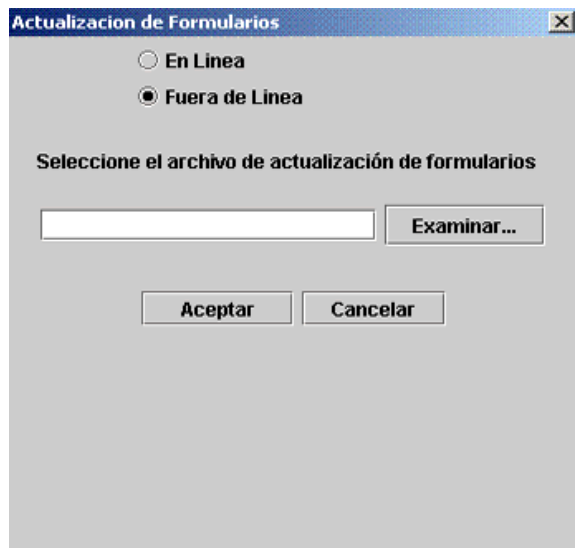 Actualizacion de Formularios
En Linea
Fuera de Linea
Seleccione el archivo de actualización de formularios
Examinar...
Aceptar Cancelar